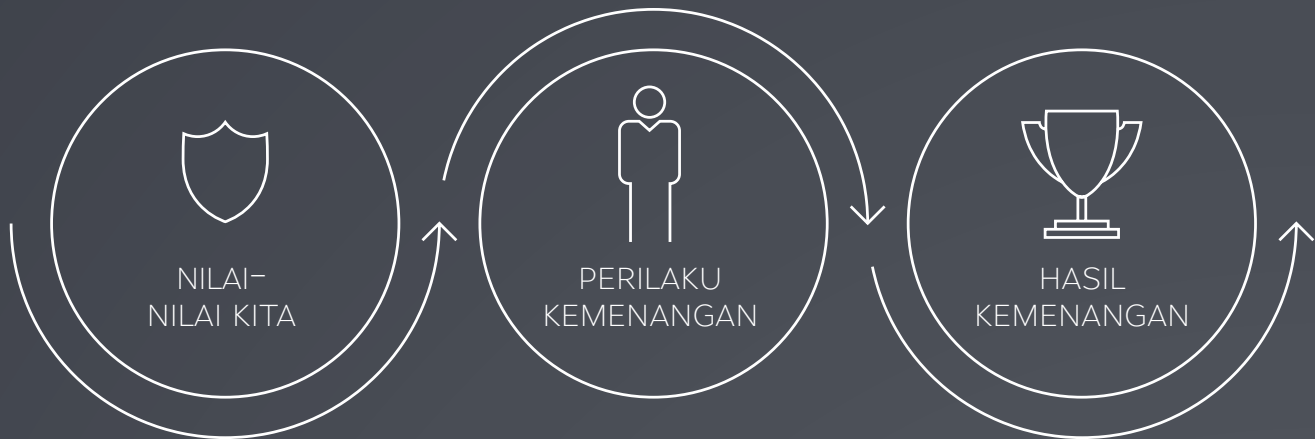 NILAI-
NILAI KITA
PERILAKU
KEMENANGAN
HASIL
KEMENANGAN